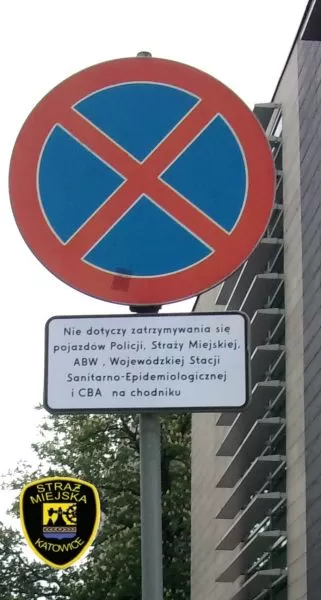 Nie dotyczy zatrzymywania się
pojazdów Policji, Straży Miejskiej,
ABW , Wojewódzkiej Stacji
Sanitarno-Epidemiologicznej
i CBA na chodniku
STRAŻ
MIEJSKA
KATOWICE